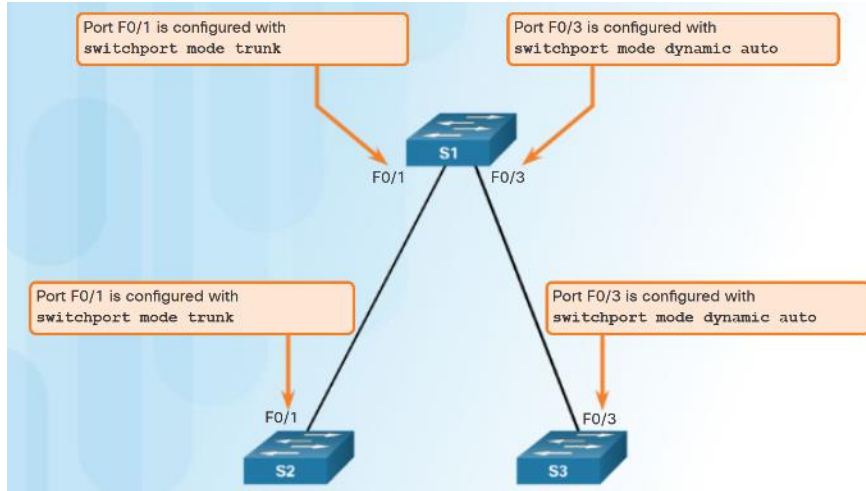 Port F0/1 is configured with
switchport mode trunk
Port F0/3 is configured with
switchport mode dynamic auto
S1
F0/1
F0/3
Port F0/1 is configured with
switchport mode trunk
Port F0/3 is configured with
switchport mode dynamic auto
F0/1
F0/3
S2
S3